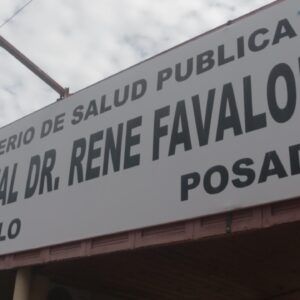 ERIO DE SALUD PUBLICA
AL DR. RENE FAVALO
LO POSAD